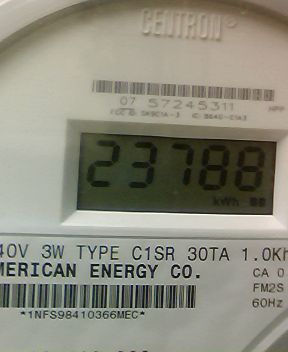 CENTRON®
07 57245311
23788
kWh
40V 3W TYPE C1SR 30TA 1.0Kh
MERICAN ENERGY CO.
CA 0
FM2S
60Hz
*1NFS98410366MEC*